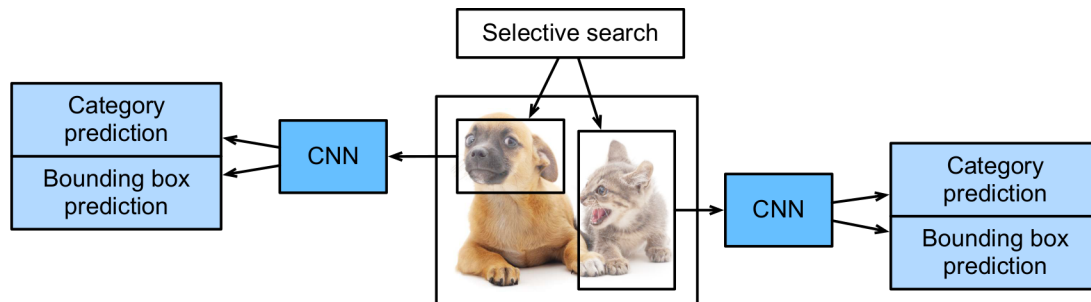 Selective search
Category
prediction
Bounding box
prediction
CNN
CNN
Category
prediction
Bounding box
prediction